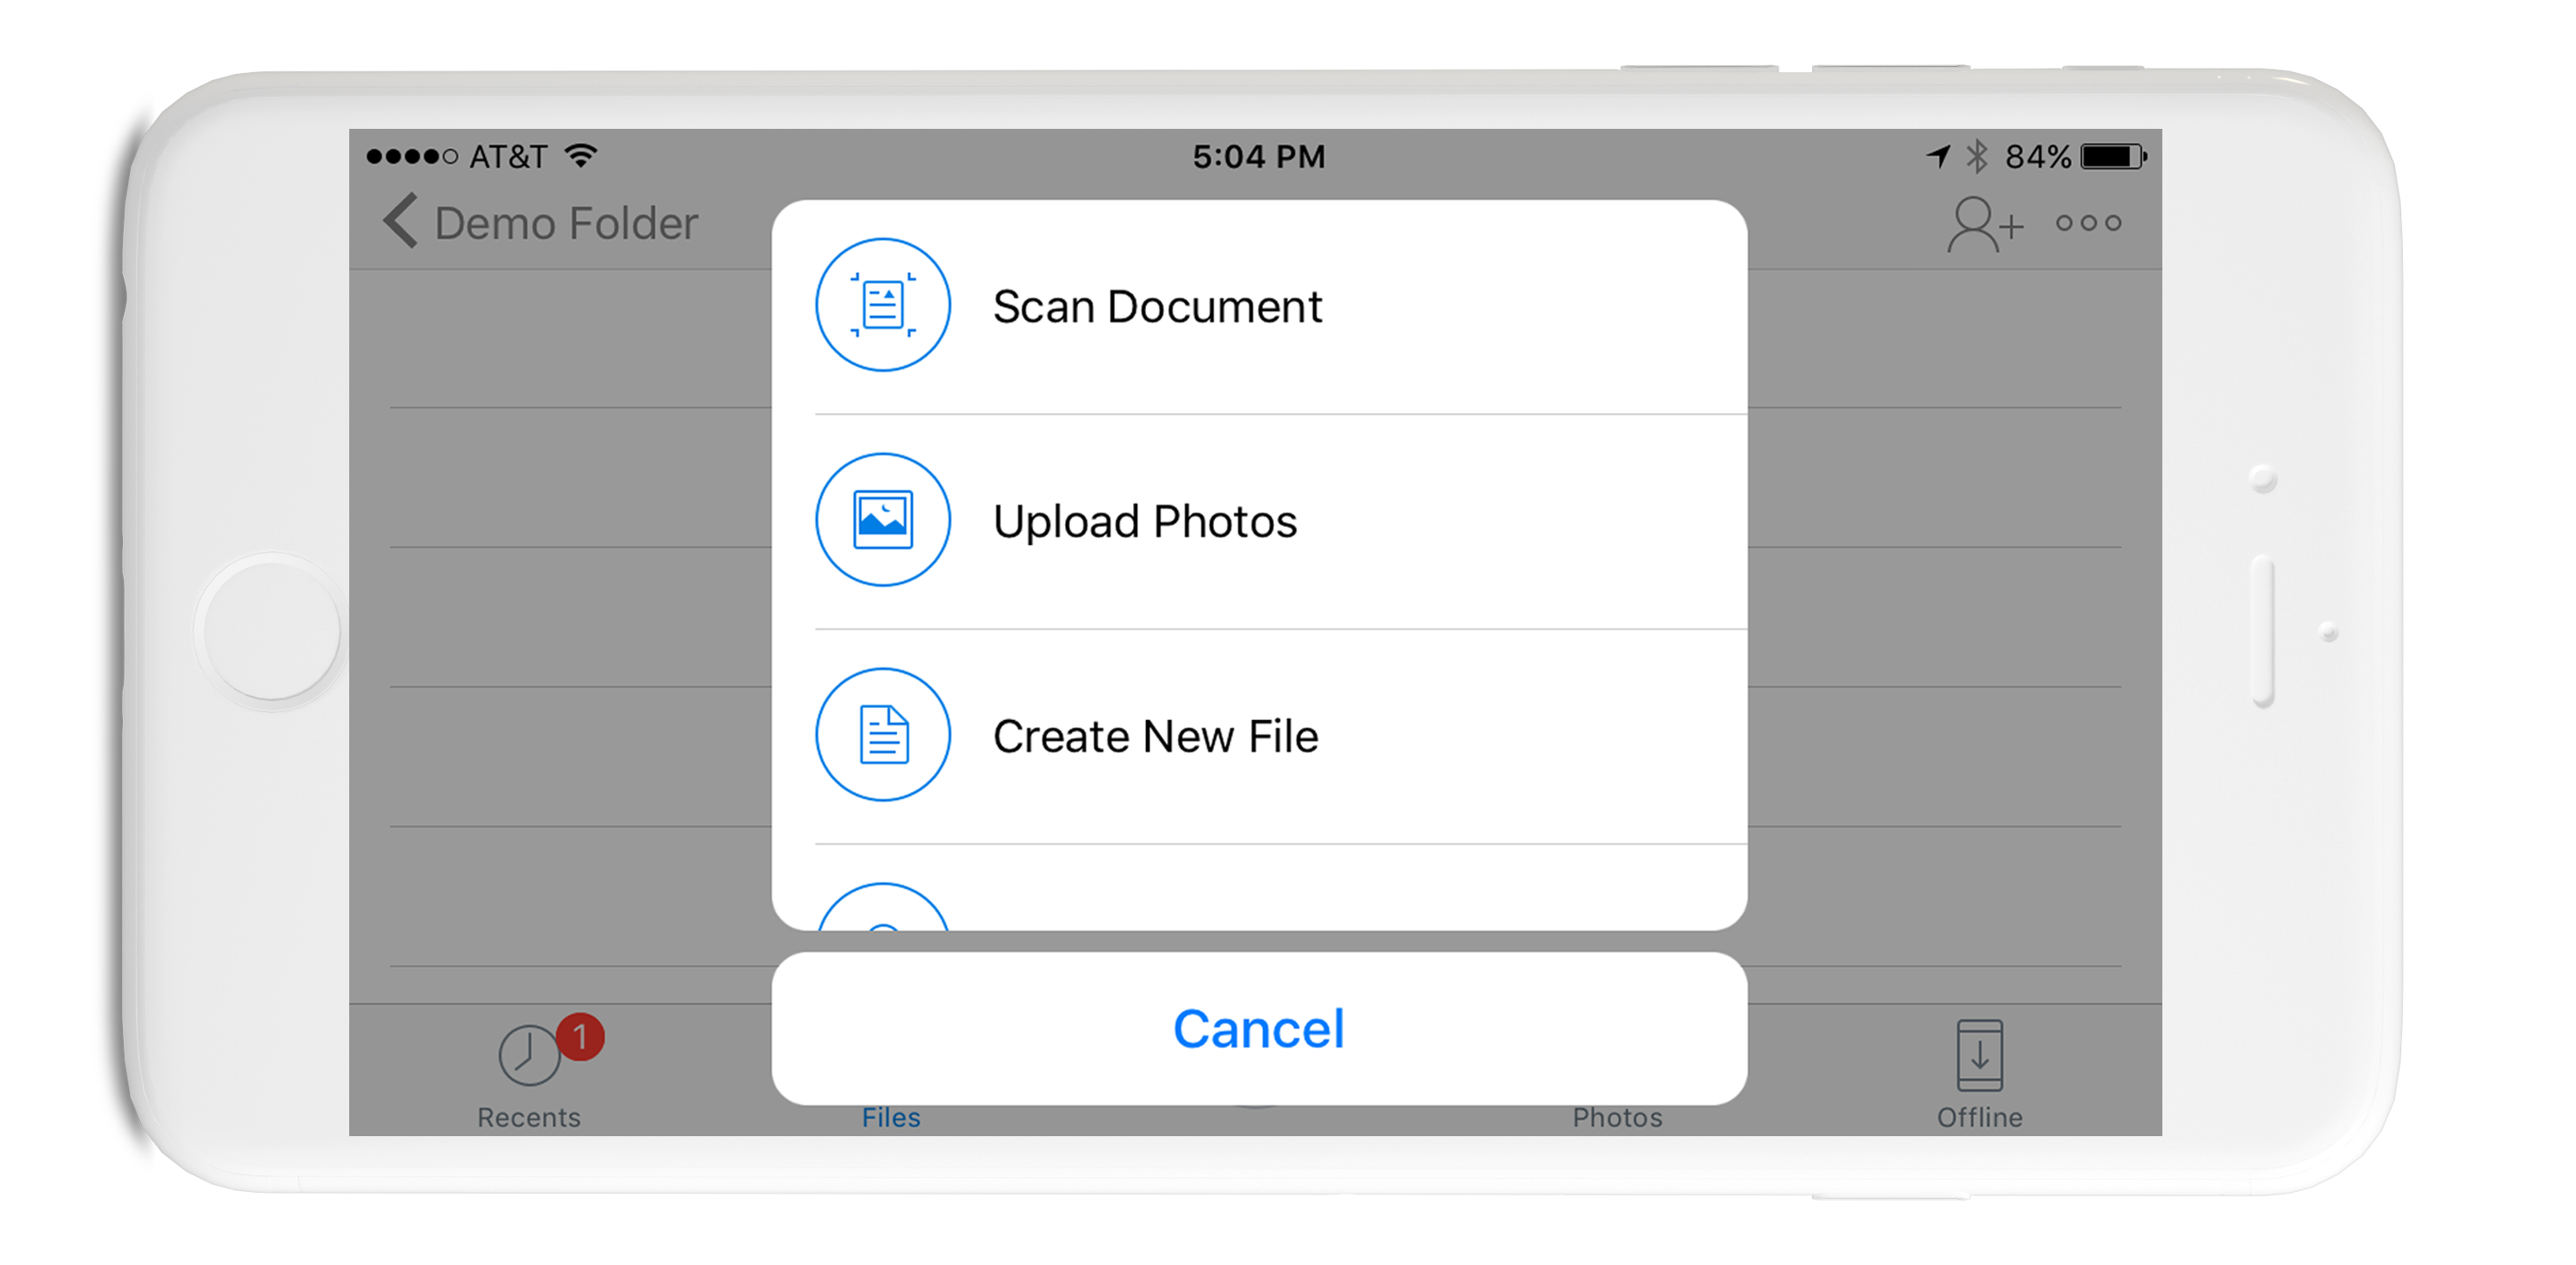 AT&T 5:04 PM 84%
Demo Folder
Scan Document
Upload Photos
Create New File
Cancel
1
Recents Files Photos Offline